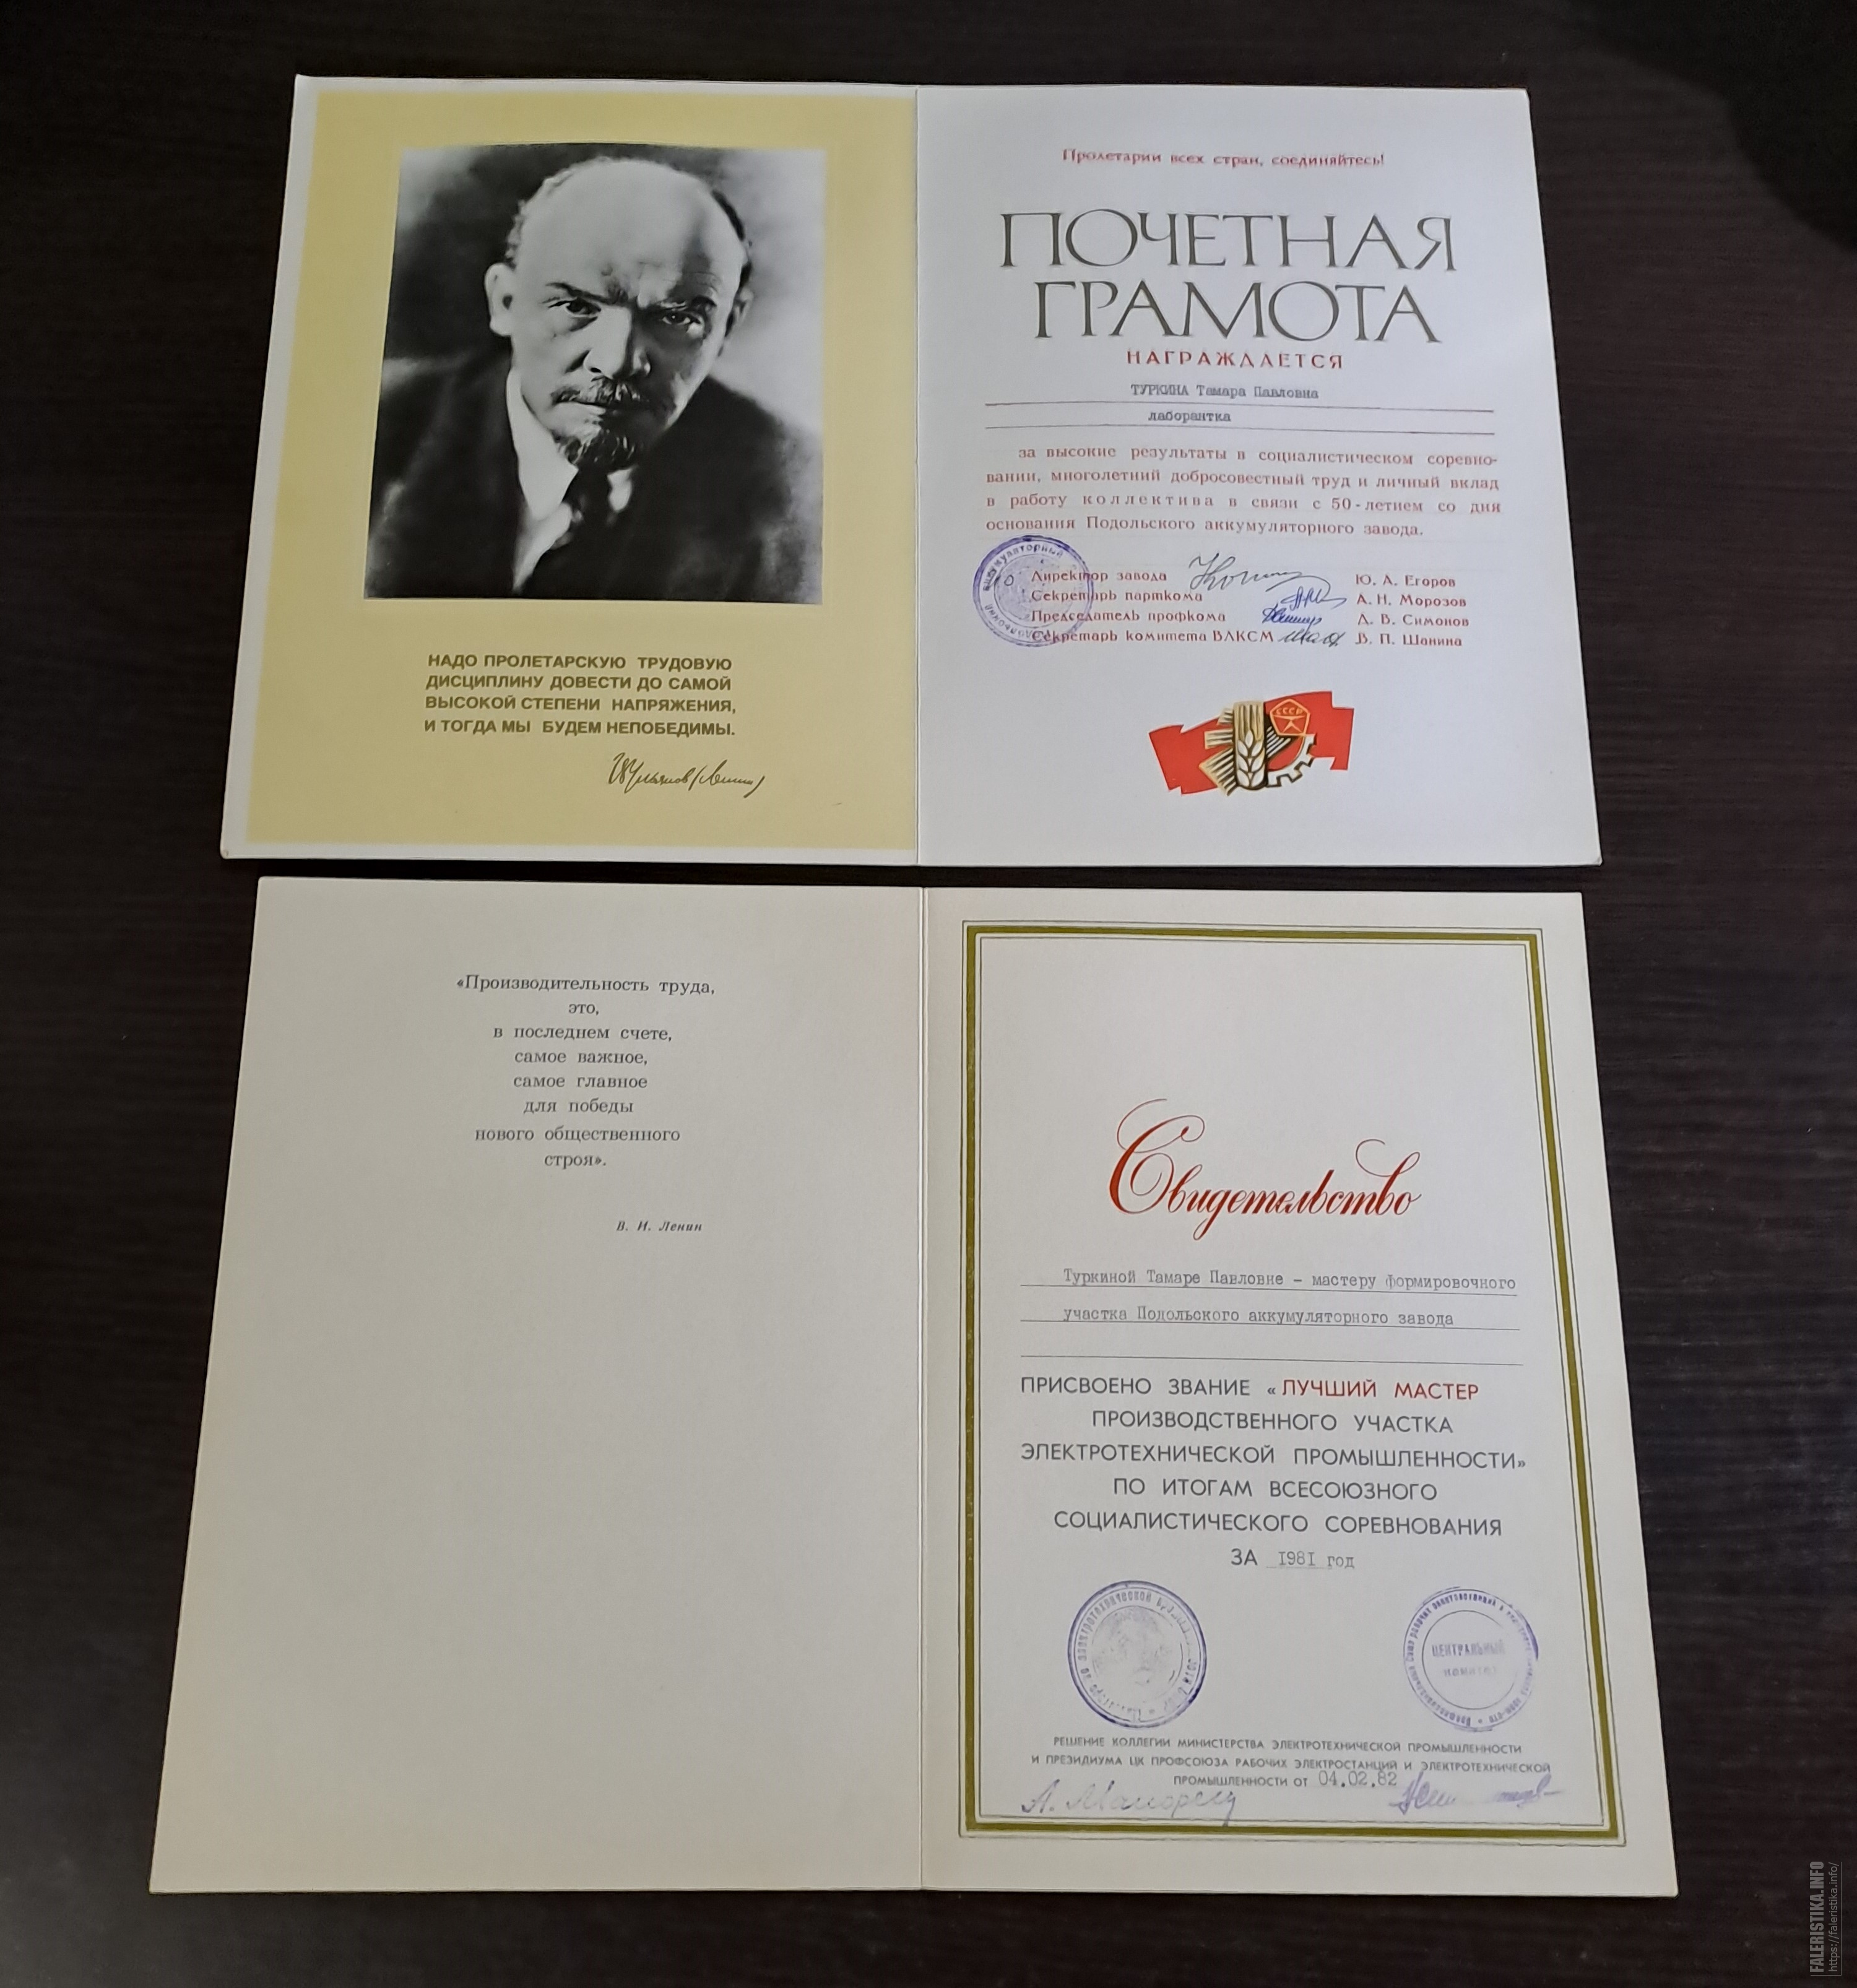 НАДО ПРОЛЕТАРСКУЮ ТРУДОВУЮ
ДИСЦИПЛИНУ ДОВЕСТИ ДО САМОЙ
ВЫСОКОЙ СТЕПЕНИ НАПРЯЖЕНИЯ,
И ТОГДА МЫ БУДЕМ НЕПОБЕДИМЫ.
В Ульянов (Ленин)
Пролетарии всех стран, соединяйтесь!
ПОЧЕТНАЯ
ГРАМОТА
НАГРАЖДАЕТСЯ
ТУРКИНА Тамара Павловна
лаборантка
за высокие результаты в социалистическом соревно-
вании, многолетний добросовестный труд и личный вклад
в работу коллектива в связи с 50-летием со дня
основания Подольского аккумуляторного завода.
Директор завода Ю. А. Егоров
Секретарь парткома А. Н. Морозов
Председатель профкома А. В. Симонов
Секретарь комитета ВЛКСМ В. П. Шанина
СССР
«Производительность труда,
это,
в последнем счете,
самое важное,
самое главное
для победы
нового общественного
строя».
В. И. Ленин
Свидетельство
Туркиной Тамаре Павловне – мастеру формировочного
участка Подольского аккумуляторного завода
ПРИСВОЕНО ЗВАНИЕ «ЛУЧШИЙ МАСТЕР
ПРОИЗВОДСТВЕННОГО УЧАСТКА
ЭЛЕКТРОТЕХНИЧЕСКОЙ ПРОМЫШЛЕННОСТИ»
ПО ИТОГАМ ВСЕСОЮЗНОГО
СОЦИАЛИСТИЧЕСКОГО СОРЕВНОВАНИЯ
ЗА I98I год
ЦЕНТРАЛЬНЫЙ
комитет
РЕШЕНИЕ КОЛЛЕГИИ МИНИСТЕРСТВА ЭЛЕКТРОТЕХНИЧЕСКОЙ ПРОМЫШЛЕННОСТИ
И ПРЕЗИДИУМА ЦК ПРОФСОЮЗА РАБОЧИХ ЭЛЕКТРОСТАНЦИЙ И ЭЛЕКТРОТЕХНИЧЕСКОЙ
ПРОМЫШЛЕННОСТИ ОТ 04.02.82
FALERISTIKA.INFO
https://faleristika.info/